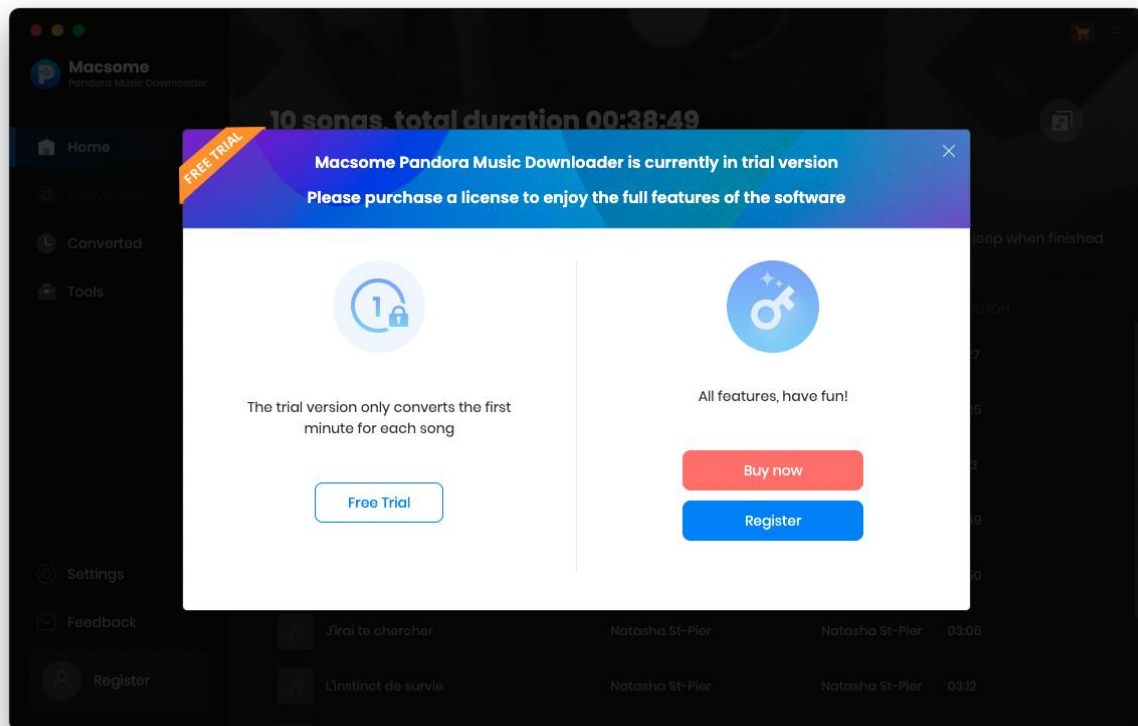 Macsome
Pandora Music Downloader
10 songs, total duration 00:38:49
Home
Converting
Converted
Tools
Settings
Feedback
Register
FREE TRIAL
Macsome Pandora Music Downloader is currently in trial version
Please purchase a license to enjoy the full features of the software
1
The trial version only converts the first
minute for each song
Free Trial
All features, have fun!
Buy now
Register
when finished
J'irai te chercher Natasha St-Pier Natasha St-Pier 03:06
L'instinct de survie Natasha St-Pier Natasha St-Pier 03:12